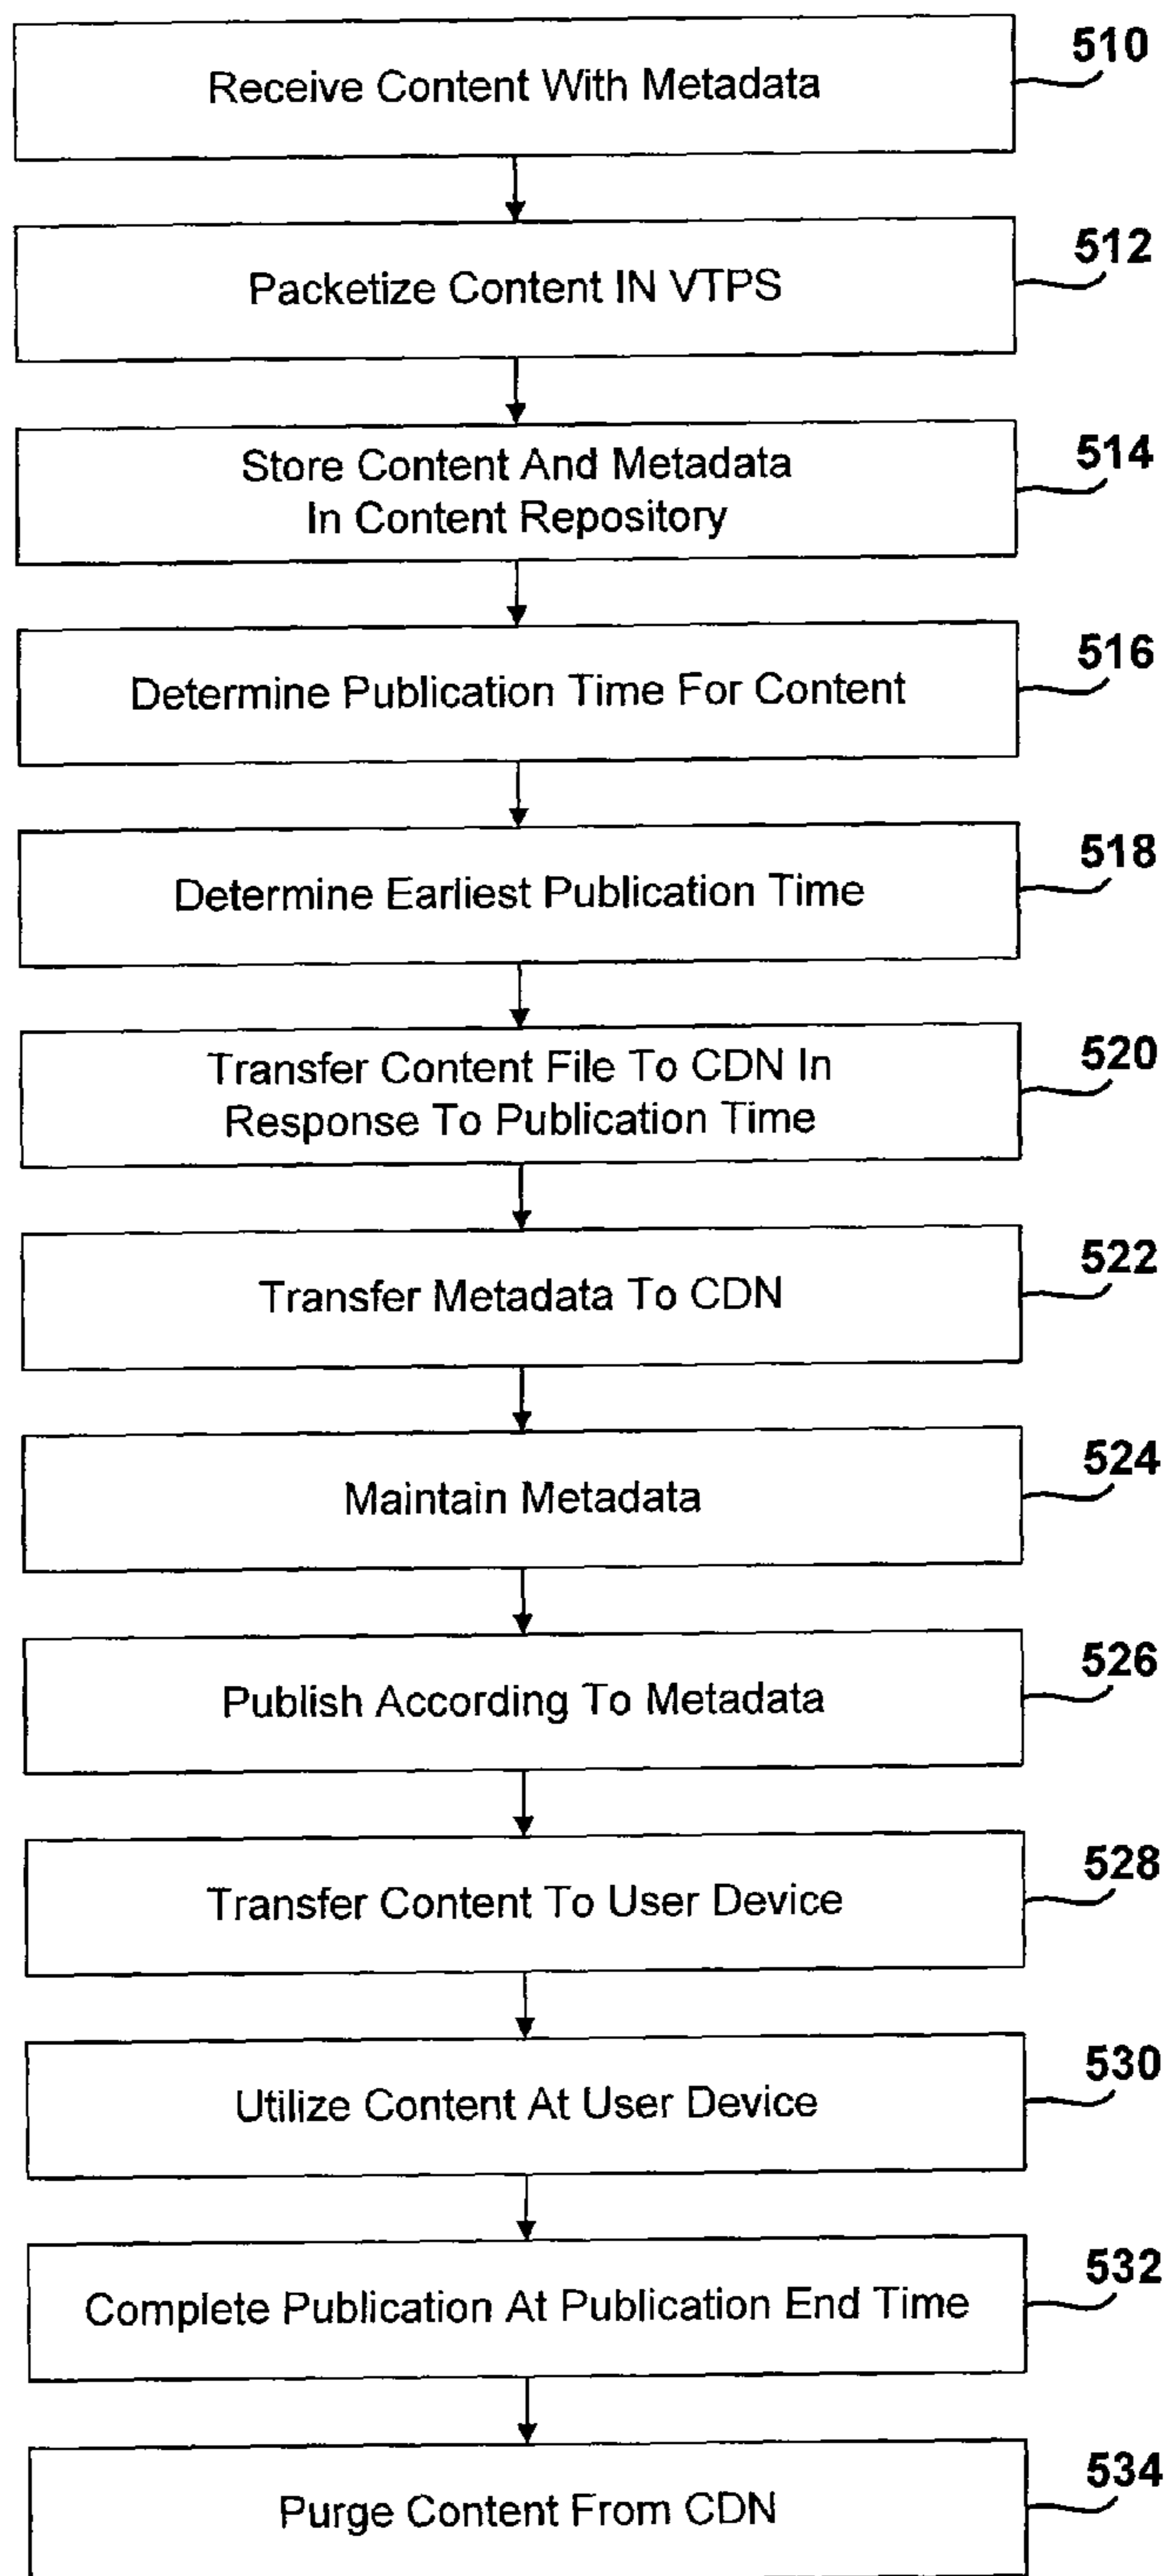 Receive Content With Metadata
510
Packetize Content IN VTPS
512
Store Content And Metadata
In Content Repository
514
Determine Publication Time For Content
516
Determine Earliest Publication Time
518
Transfer Content File To CDN In
Response To Publication Time
520
Transfer Metadata To CDN
522
Maintain Metadata
524
Publish According To Metadata
526
Transfer Content To User Device
528
Utilize Content At User Device
530
Complete Publication At Publication End Time
532
Purge Content From CDN
534